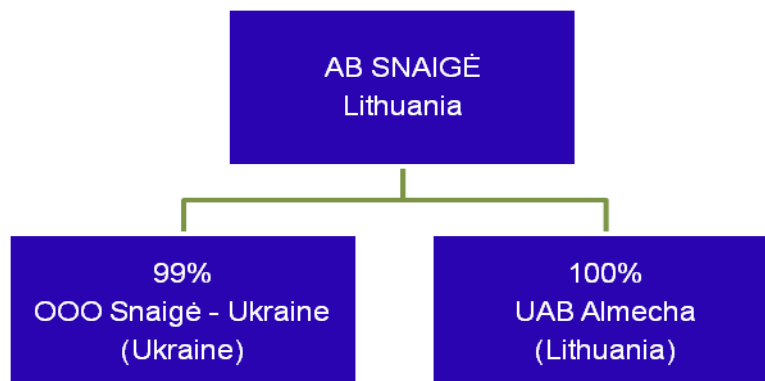 AB SNAIGĖ
Lithuania
99%
OOO Snaigė - Ukraine
(Ukraine)
100%
UAB Almecha
(Lithuania)